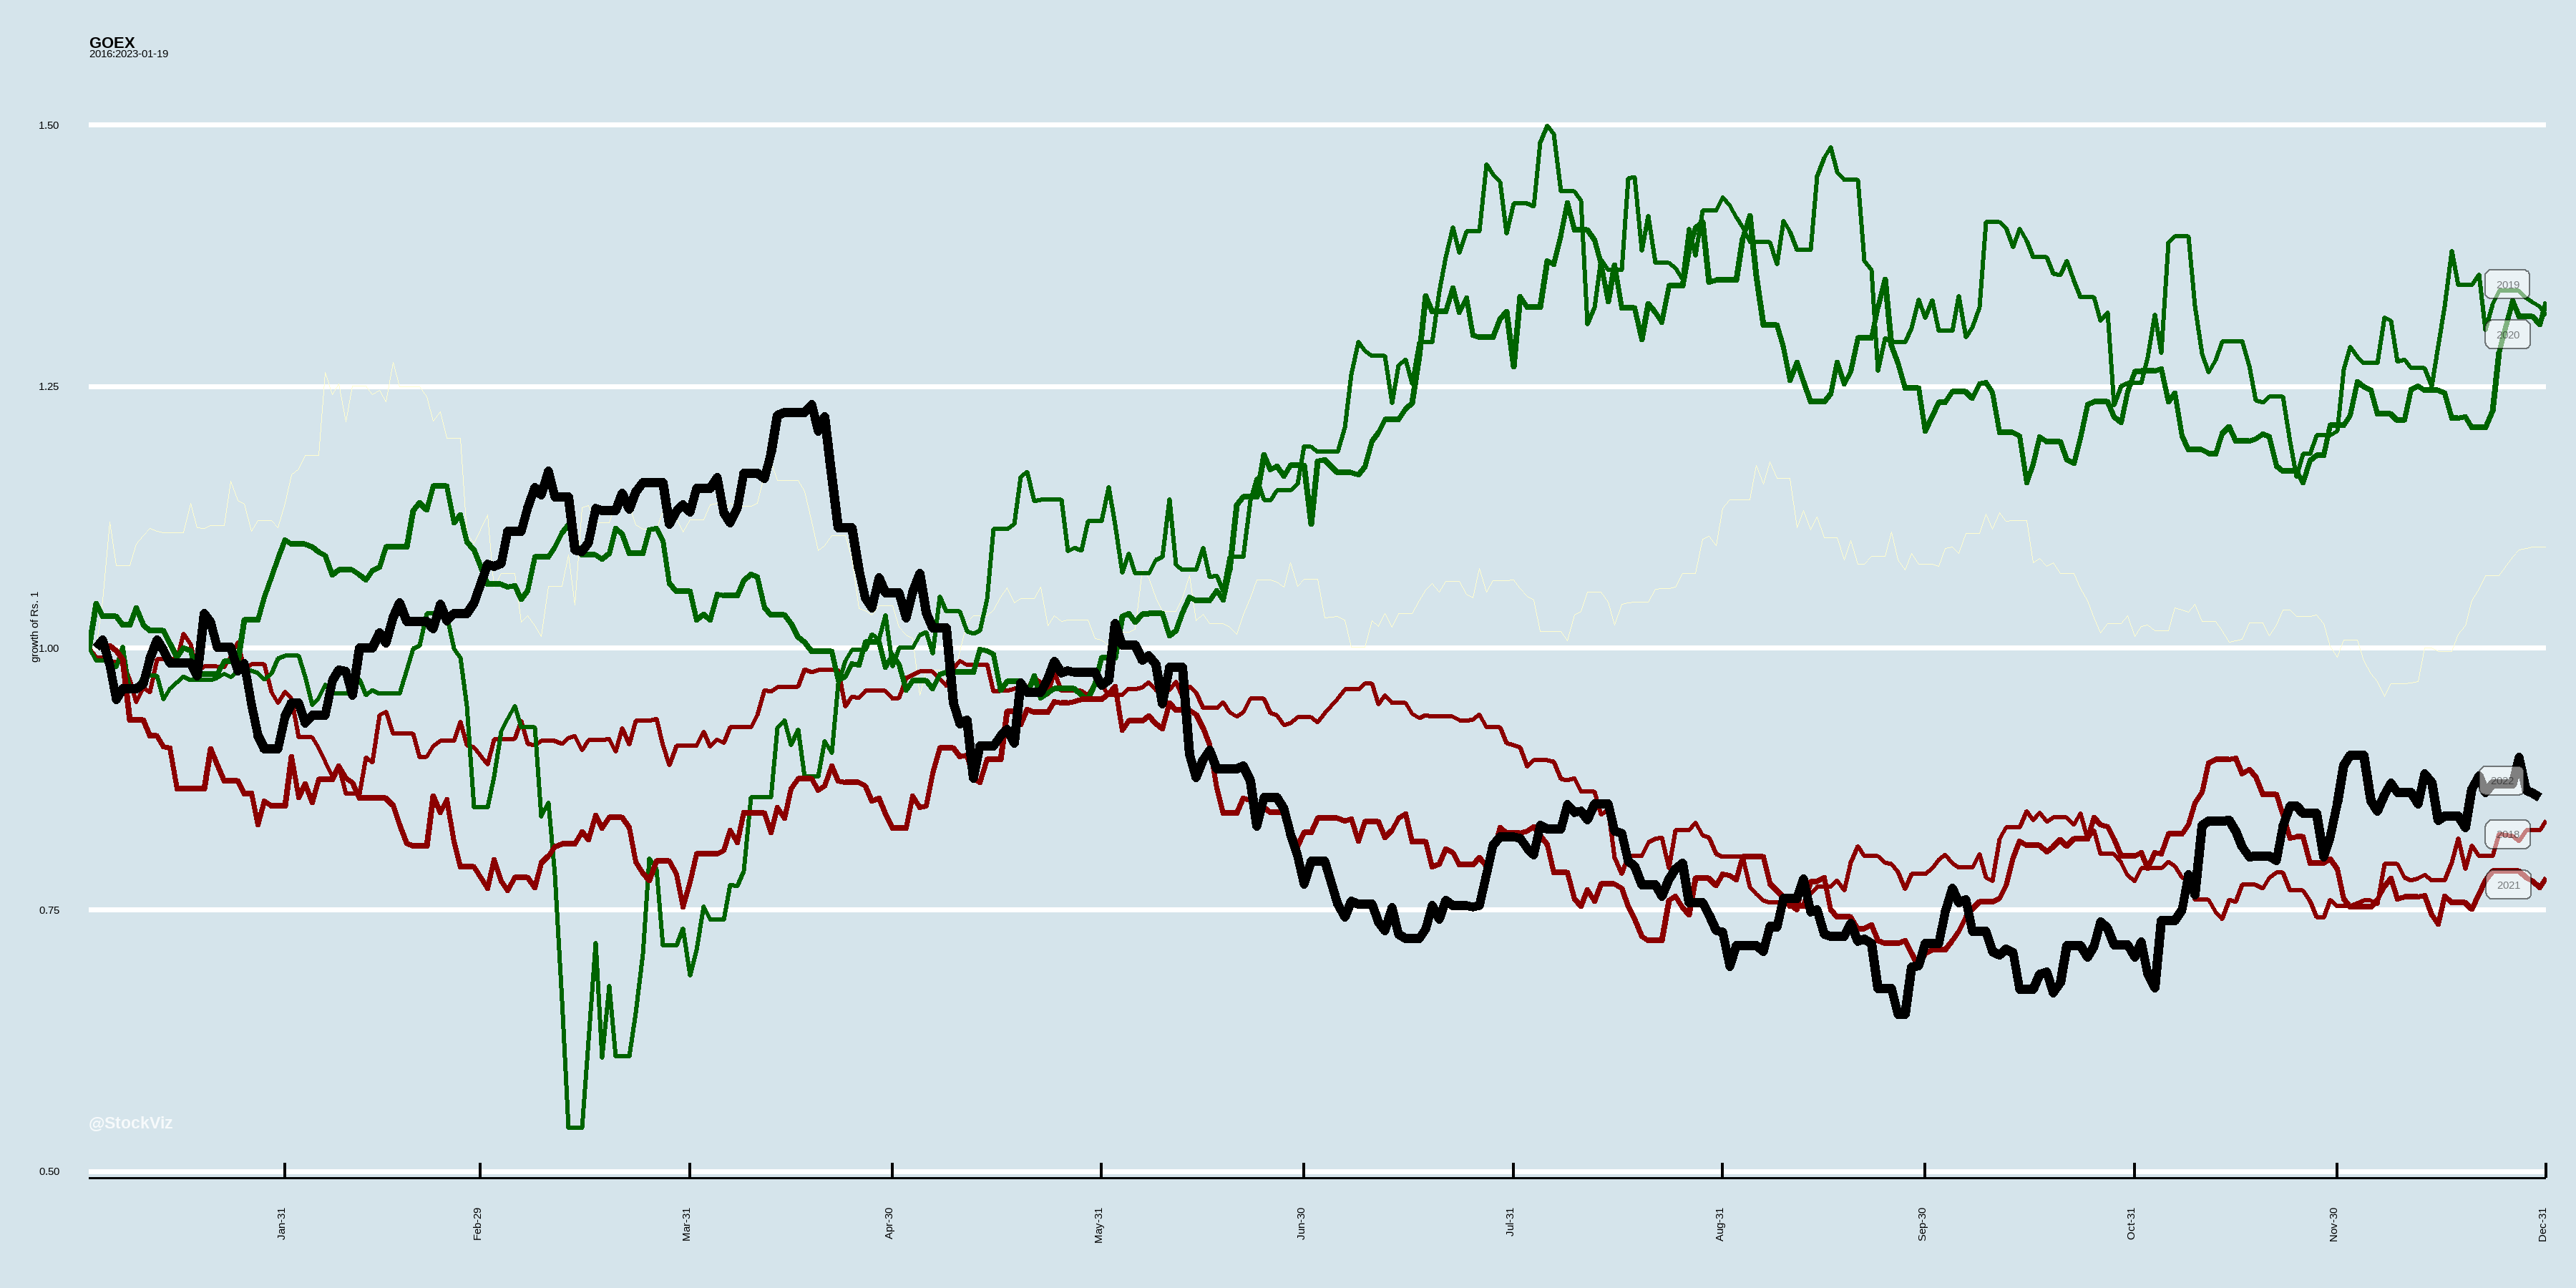 GOEX
2016:2023-01-19
1.50
1.25
1.00
0.75
0.50
growth of Rs. 1
2019
2020
2022
2018
2021
@StockViz
Jan-31
Feb-29
Mar-31
Apr-30
May-31
Jun-30
Jul-31
Aug-31
Sep-30
Oct-31
Nov-30
Dec-31